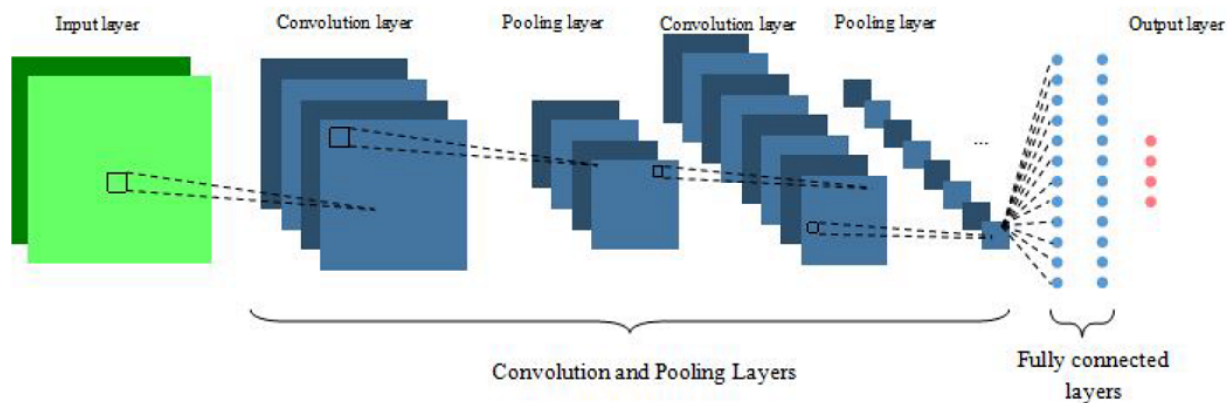 Input layer
Convolution layer
Pooling layer
Convolution layer
Pooling layer
Output layer
...
Convolution and Pooling Layers
Fully connected
layers